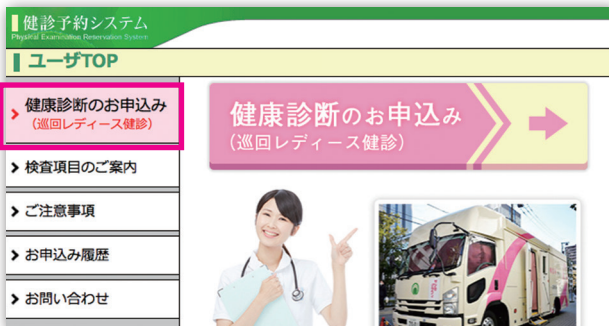 健診予約システム
Physical Examination Reservation System
ユーザTOP
健康診断のお申込み
（巡回レディース健診）
検査項目のご案内
ご注意事項
お申込み履歴
お問い合わせ
健康診断のお申込み
（巡回レディース健診）